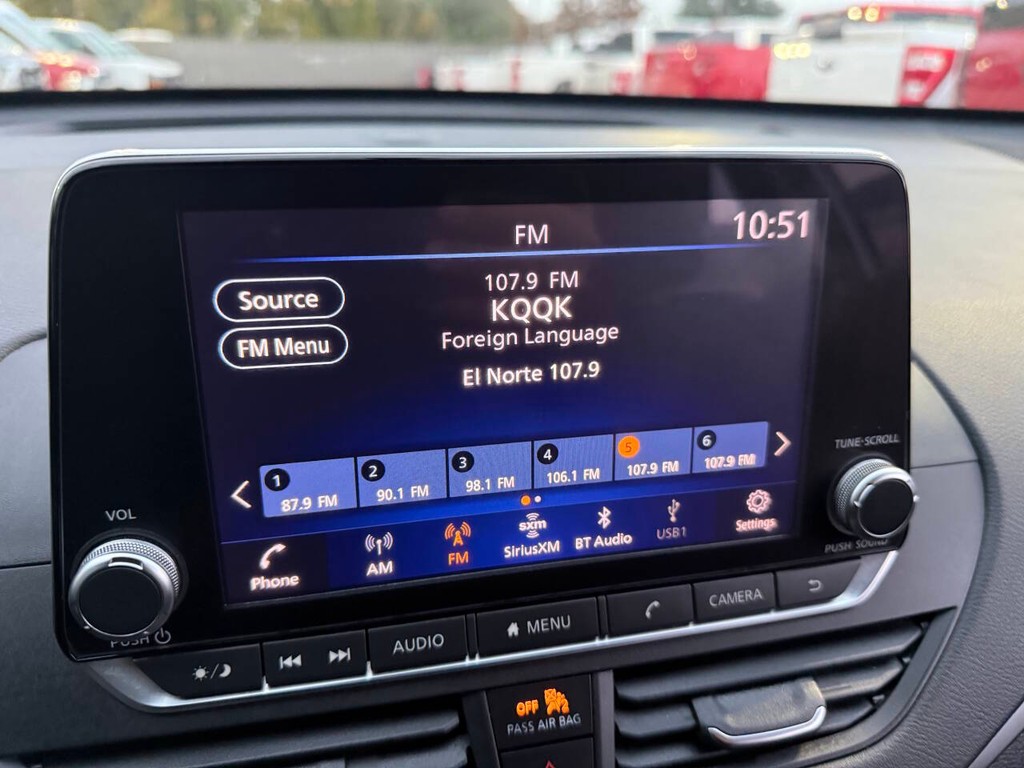 FM
10:51
Source
107.9 FM
KQQK
FM Menu
Foreign Language
El Norte 107.9
1
87.9 FM
2
90.1 FM
3
98.1 FM
4
106.1 FM
5
107.9 FM
6
107.9 FM
TUNE·SCROLL
VOL
Phone
AM
FM
sxm
SiriusXM
BT Audio
USB1
Settings
PUSH SOUND
PUSH
AUDIO
MENU
CAMERA
OFF
PASS AIR BAG